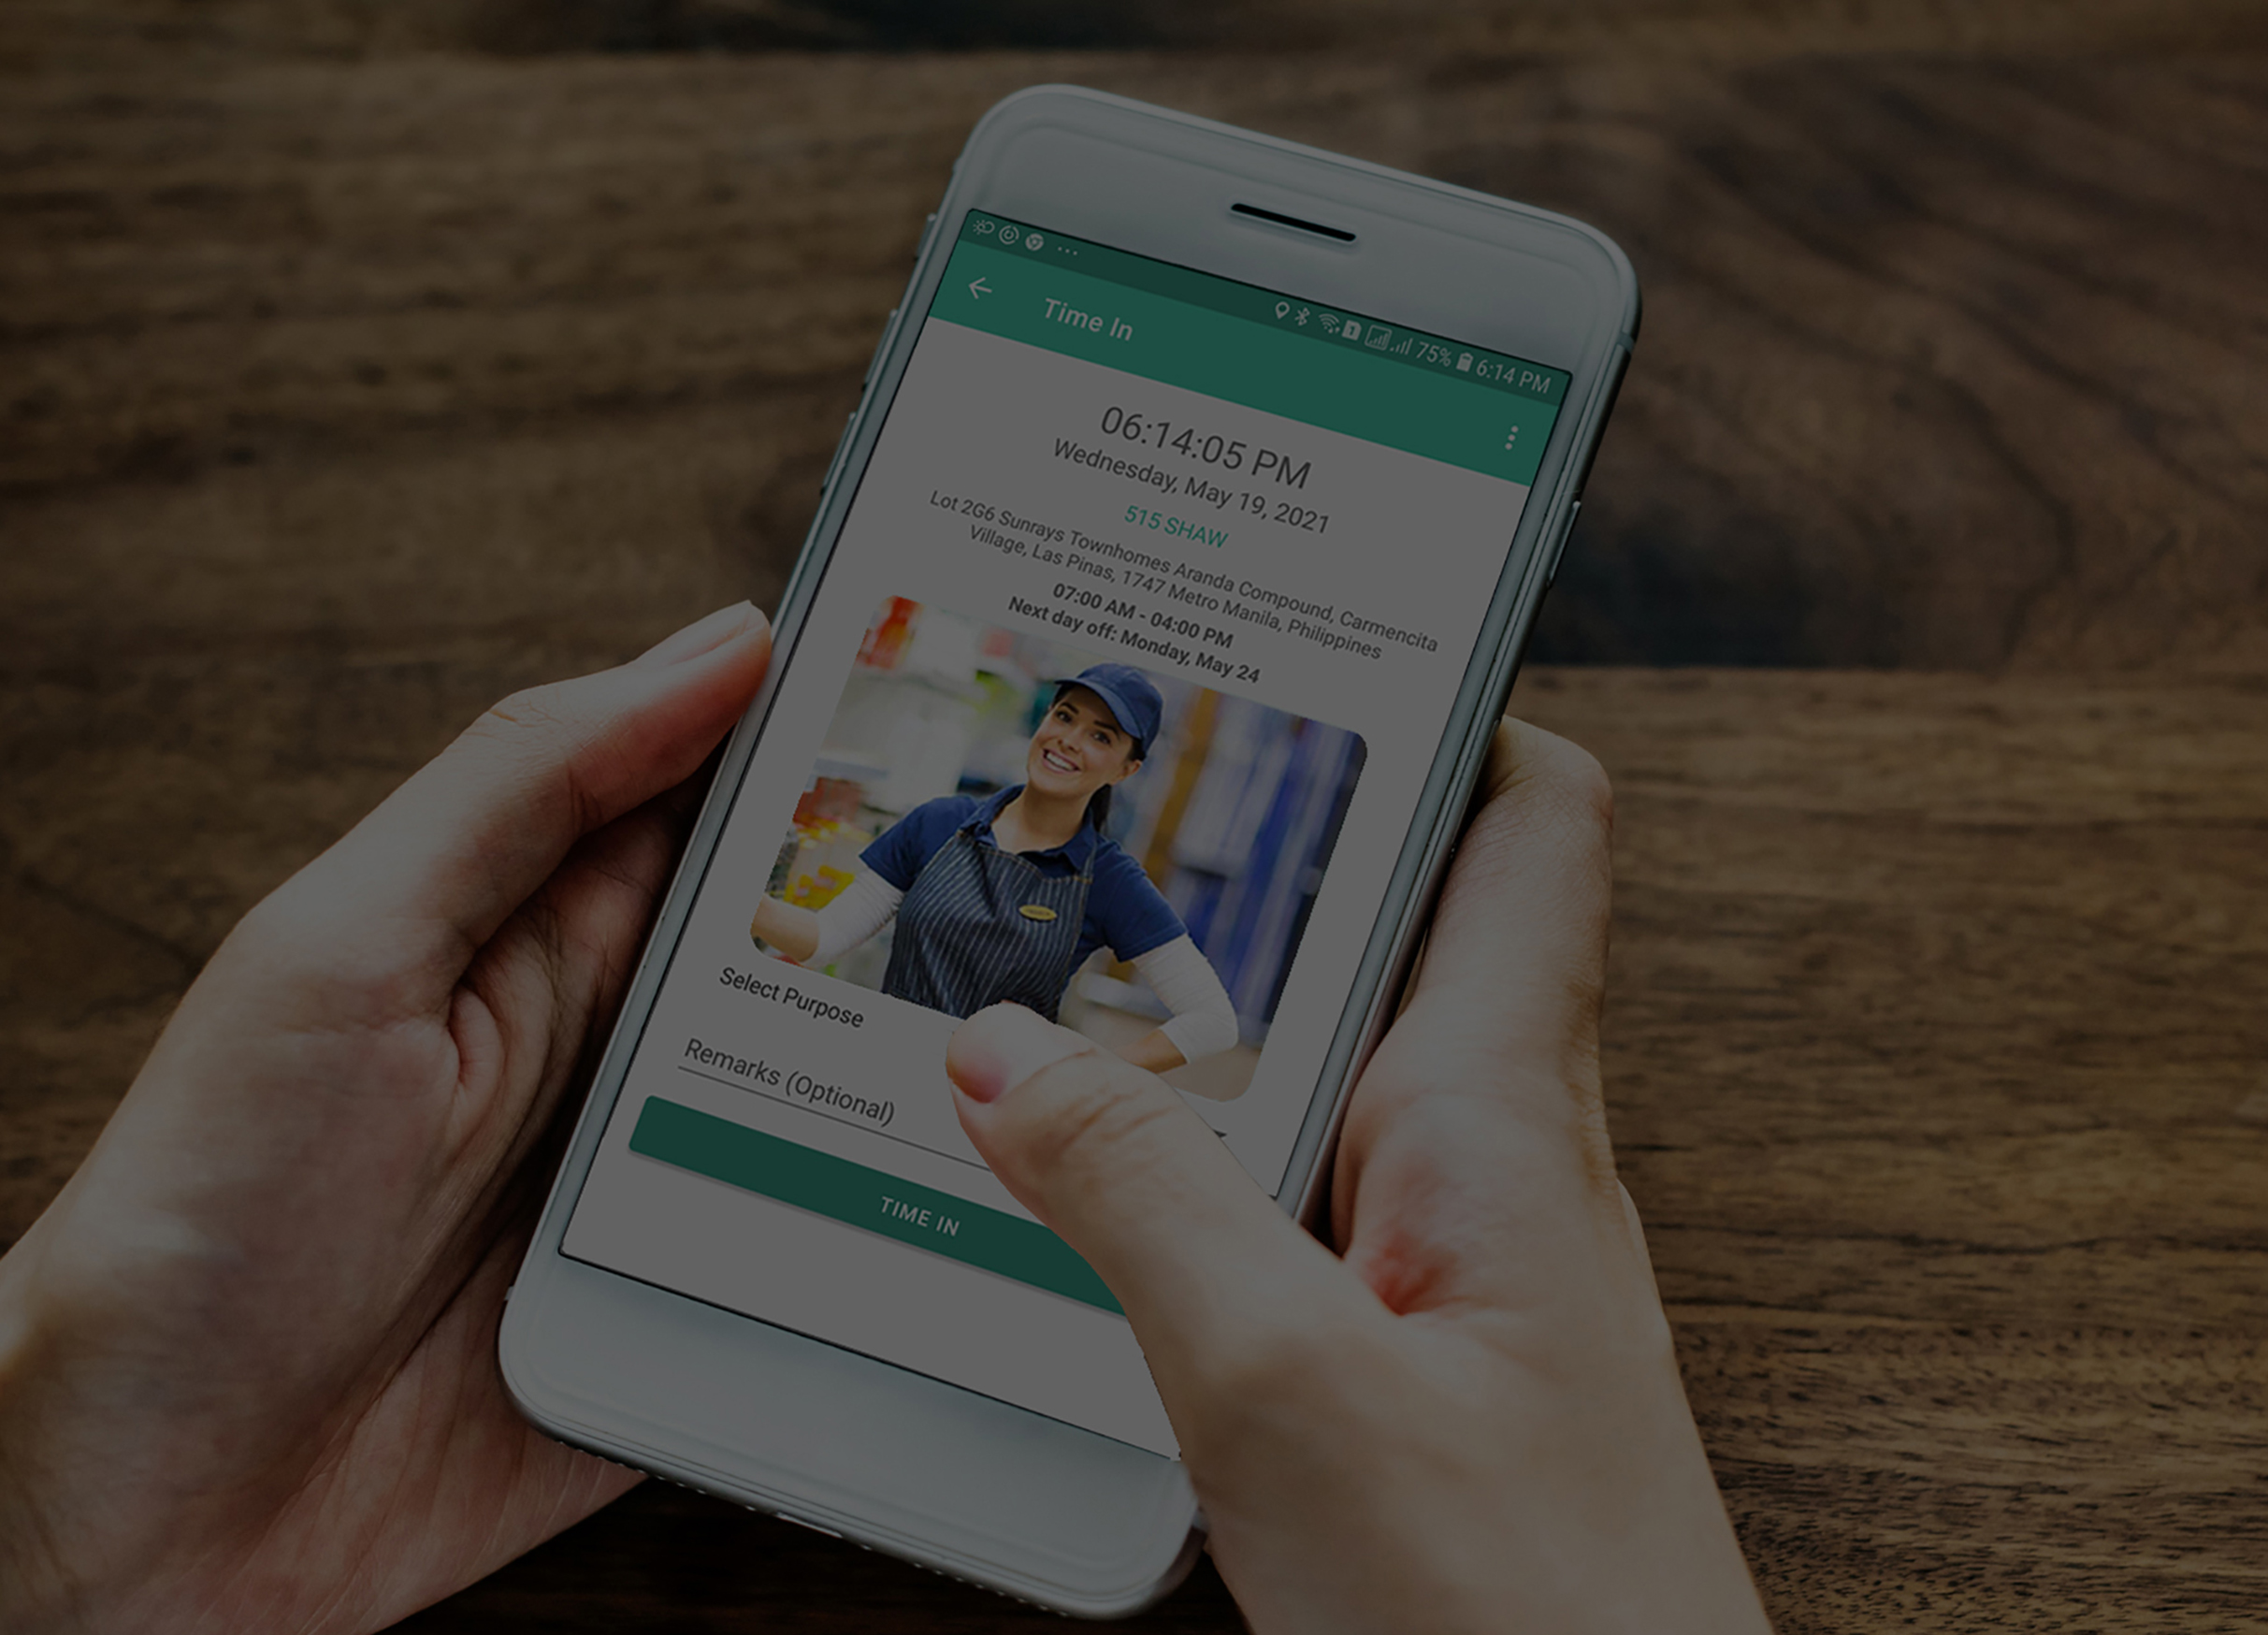 75% 6:14 PM
Time In
06:14:05 PM
Wednesday, May 19, 2021
515 SHAW
Lot 2G6 Sunrays Townhomes Aranda Compound, Carmencita
Village, Las Pinas, 1747 Metro Manila, Philippines
07:00 AM - 04:00 PM
Next day off: Monday, May 24
Select Purpose
Remarks (Optional)
TIME IN